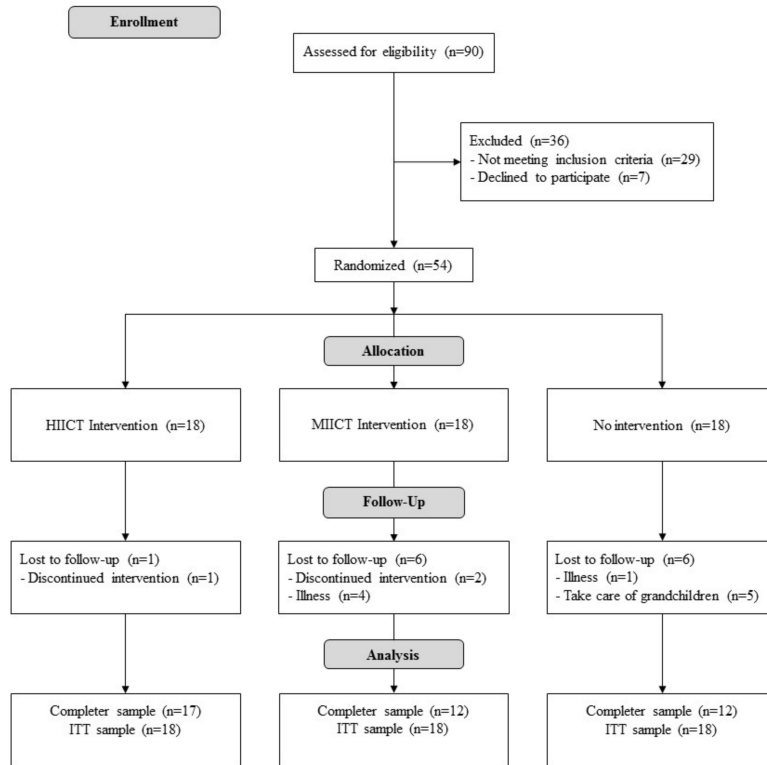 Enrollment
Assessed for eligibility (n=90)
Excluded (n=36)
- Not meeting inclusion criteria (n=29)
- Declined to participate (n=7)
Randomized (n=54)
Allocation
HIICT Intervention (n=18)
MIICT Intervention (n=18)
No intervention (n=18)
Follow-Up
Lost to follow-up (n=1)
- Discontinued intervention (n=1)
Lost to follow-up (n=6)
- Discontinued intervention (n=2)
- Illness (n=4)
Lost to follow-up (n=6)
- Illness (n=1)
- Take care of grandchildren (n=5)
Analysis
Completer sample (n=17)
ITT sample (n=18)
Completer sample (n=12)
ITT sample (n=18)
Completer sample (n=12)
ITT sample (n=18)